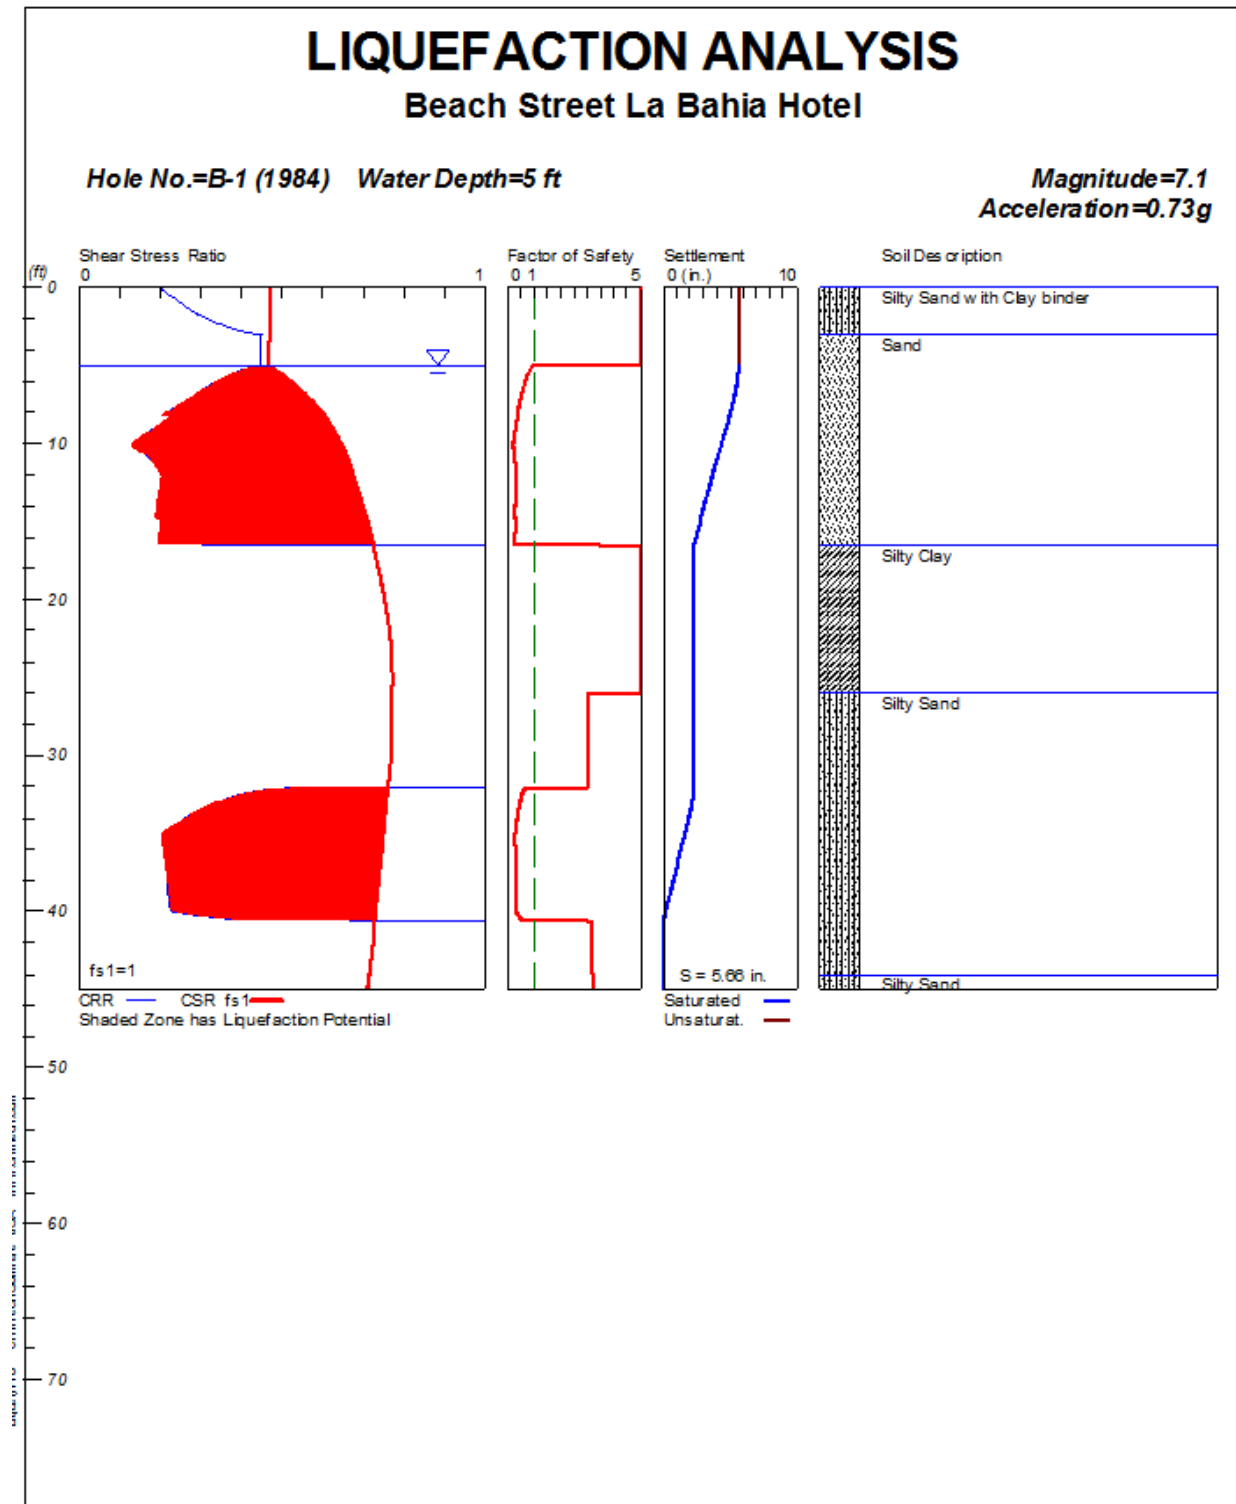 LIQUEFACTION ANALYSIS
Beach Street La Bahia Hotel
Hole No.=B-1 (1984) Water Depth=5 ft
Magnitude=7.1
Acceleration=0.73g
Shear Stress Ratio
Factor of Safety
Settlement
Soil Description
(ft)
0 1
0 1 5
0 (in.) 10
0
Silty Sand with Clay binder
Sand
10
Silty Clay
20
Silty Sand
30
40
fs1=1
S = 5.66 in.
Silty Sand
CRR CSR fs1
Shaded Zone has Liquefaction Potential
Saturated
Unsaturat.
50
60
70